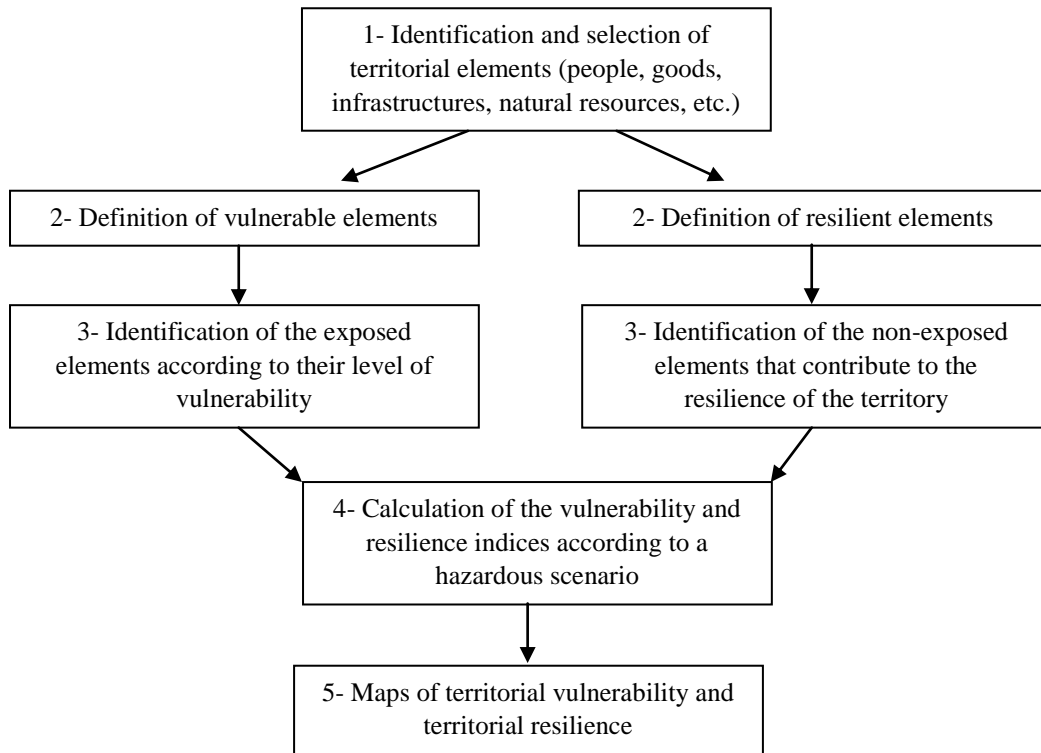 1- Identification and selection of
territorial elements (people, goods,
infrastructures, natural resources, etc.)
2- Definition of vulnerable elements
2- Definition of resilient elements
3- Identification of the exposed
elements according to their level of
vulnerability
3- Identification of the non-exposed
elements that contribute to the
resilience of the territory
4- Calculation of the vulnerability and
resilience indices according to a
hazardous scenario
5- Maps of territorial vulnerability and
territorial resilience